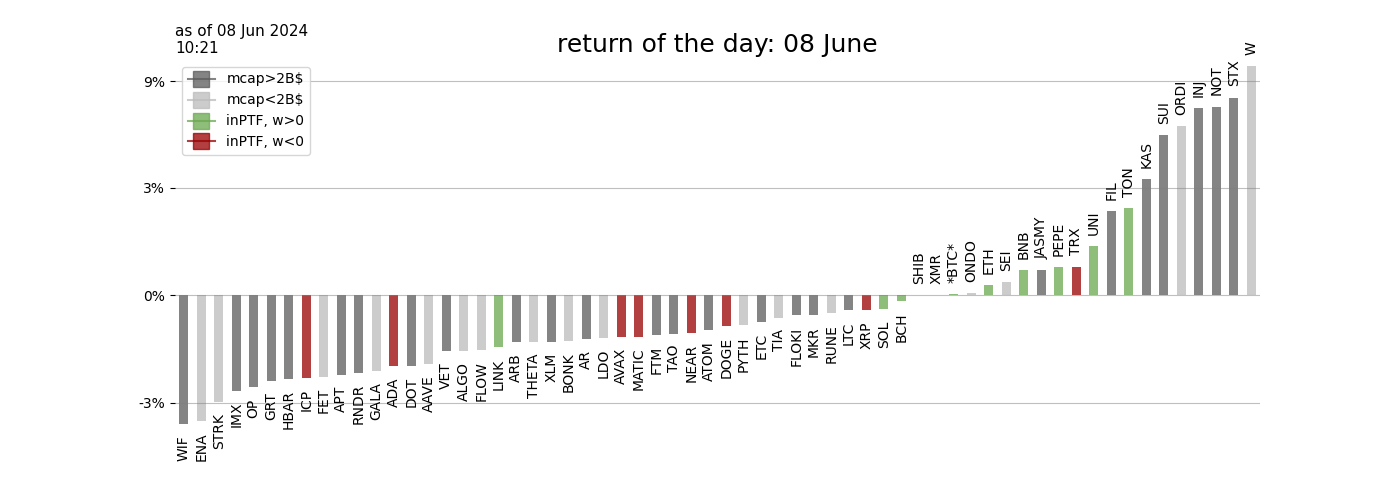 as of 08 Jun 2024
10:21
return of the day: 08 June
mcap>2B$
mcap<2B$
inPTF, w>0
inPTF, w<0
9%
3%
0%
-3%
WIF
ENA
STRK
IMX
OP
GRT
HBAR
ICP
FET
APT
RNDR
GALA
ADA
DOT
AAVE
VET
ALGO
FLOW
LINK
ARB
THETA
XLM
BONK
AR
LDO
AVAX
MATIC
FTM
TAO
NEAR
ATOM
DOGE
PYTH
ETC
TIA
FLOKI
MKR
RUNE
LTC
XRP
SOL
BCH
SHIB
XMR
*BTC*
ONDO
ETH
SEI
BNB
JASMY
PEPE
TRX
UNI
FIL
TON
KAS
SUI
ORDI
INJ
NOT
STX
W